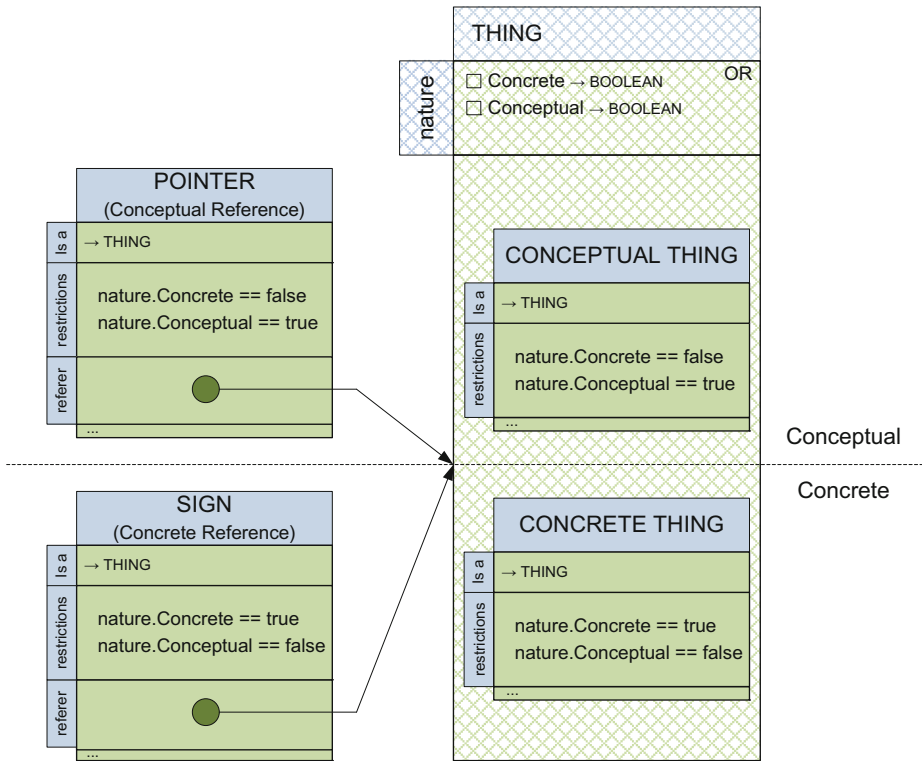 THING
nature
OR
□ Concrete → BOOLEAN
□ Conceptual → BOOLEAN
POINTER
(Conceptual Reference)
Is a
→ THING
restrictions
nature.Concrete == false
nature.Conceptual == true
referer
...
CONCEPTUAL THING
Is a
→ THING
restrictions
nature.Concrete == false
nature.Conceptual == true
...
Conceptual
Concrete
SIGN
(Concrete Reference)
Is a
→ THING
restrictions
nature.Concrete == true
nature.Conceptual == false
referer
...
CONCRETE THING
Is a
→ THING
restrictions
nature.Concrete == true
nature.Conceptual == false
...